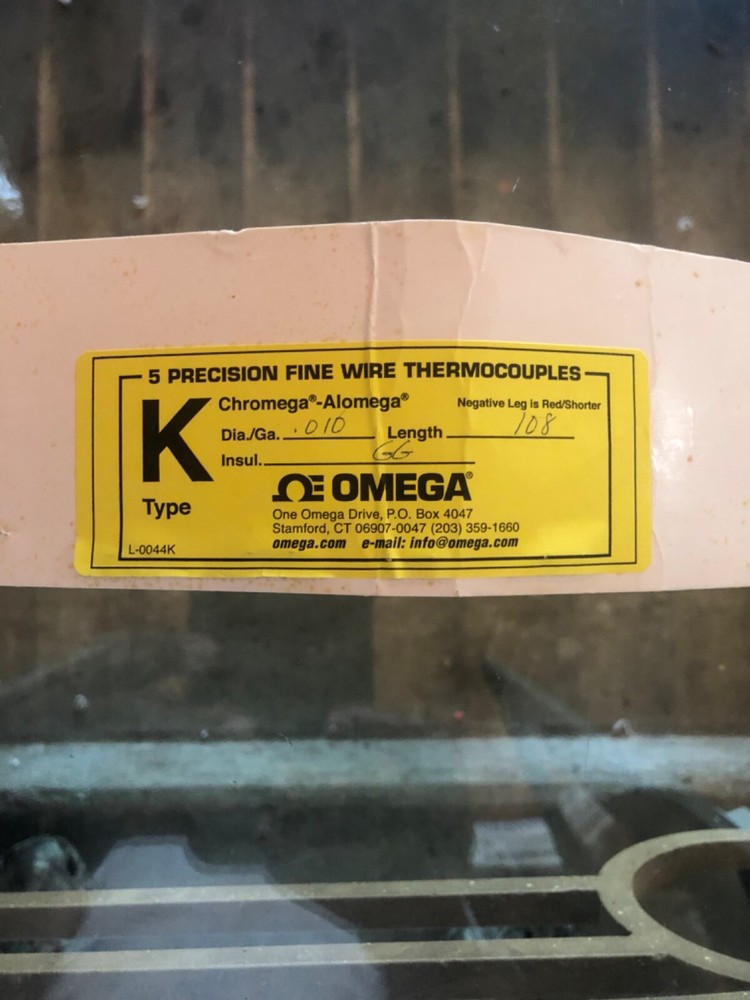 5 PRECISION FINE WIRE THERMOCOUPLES
K
Type
Chromega®-Alomega®
Negative Leg is Red/Shorter
Dia./Ga. .010 Length 108
Insul. GG
ΩE OMEGA®
One Omega Drive, P.O. Box 4047
Stamford, CT 06907-0047 (203) 359-1660
omega.com e-mail: info@omega.com
L-0044K